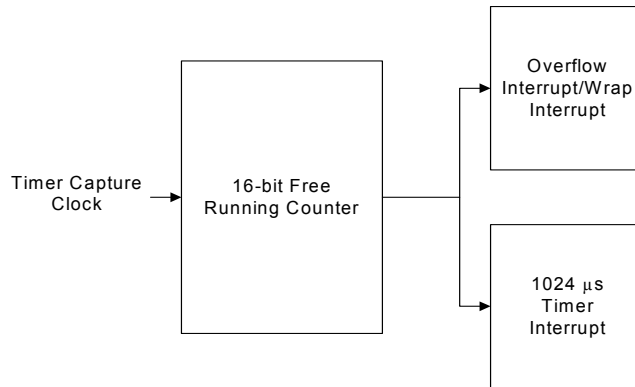 Overflow
Interrupt/Wrap
Interrupt
Timer Capture
Clock
16-bit Free
Running Counter
1024 μs
Timer
Interrupt